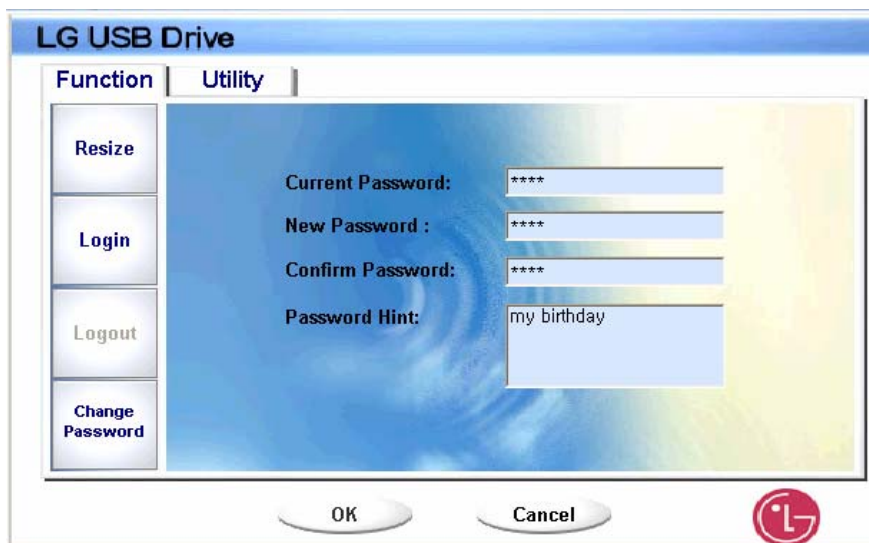 LG USB Drive
Function
Utility
Resize
Login
Logout
Change
Password
Current Password:
****
New Password :
****
Confirm Password:
****
Password Hint:
my birthday
OK
Cancel